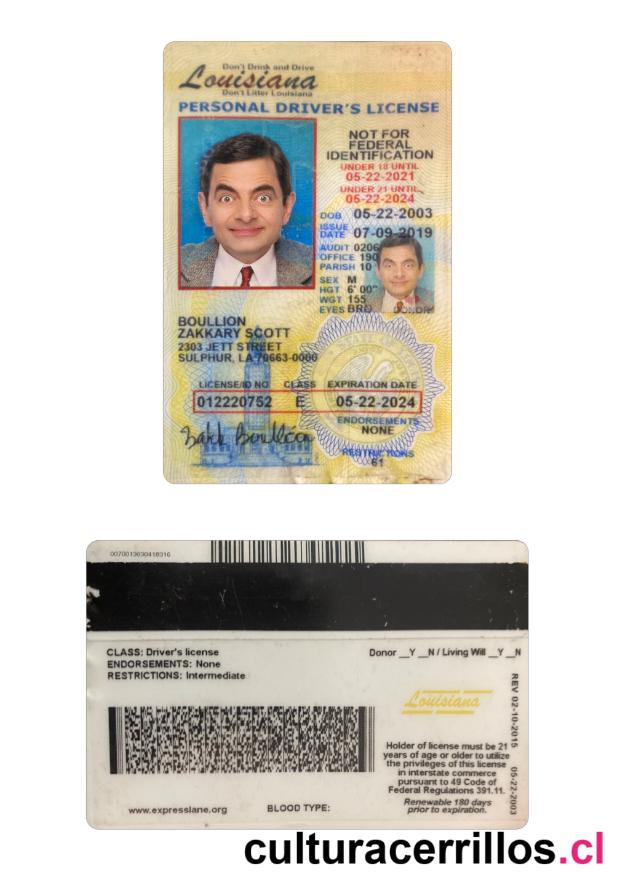 Don't Drink and Drive
Louisiana
Don't Litter Louisiana
PERSONAL DRIVER'S LICENSE
NOT FOR
FEDERAL
IDENTIFICATION
UNDER 18 UNTIL
05-22-2021
UNDER 21 UNTIL
05-22-2024
DOB 05-22-2003
ISSUE
DATE 07-09-2019
AUDIT 0206
OFFICE 190
PARISH 10
SEX M
HGT 6' 00"
WGT 155
EYES BRO DONOR
BOULLION
ZAKKARY SCOTT
2303 JETT STREET
SULPHUR, LA 70663-0000
LICENSE/ID NO CLASS EXPIRATION DATE
012220752 E 05-22-2024
ENDORSEMENTS
NONE
Zakk Boullion
RESTRICTIONS
61
0070013630418316
CLASS: Driver's license
ENDORSEMENTS: None
RESTRICTIONS: Intermediate
Donor __Y __N / Living Will __Y __N
Louisiana
REV 02-10-2015 05-22-2003
Holder of license must be 21
years of age or older to utilize
the privileges of this license
in interstate commerce
pursuant to 49 Code of
Federal Regulations 391.11.
Renewable 180 days
prior to expiration.
www.expresslane.org BLOOD TYPE:
culturacerrillos.cl